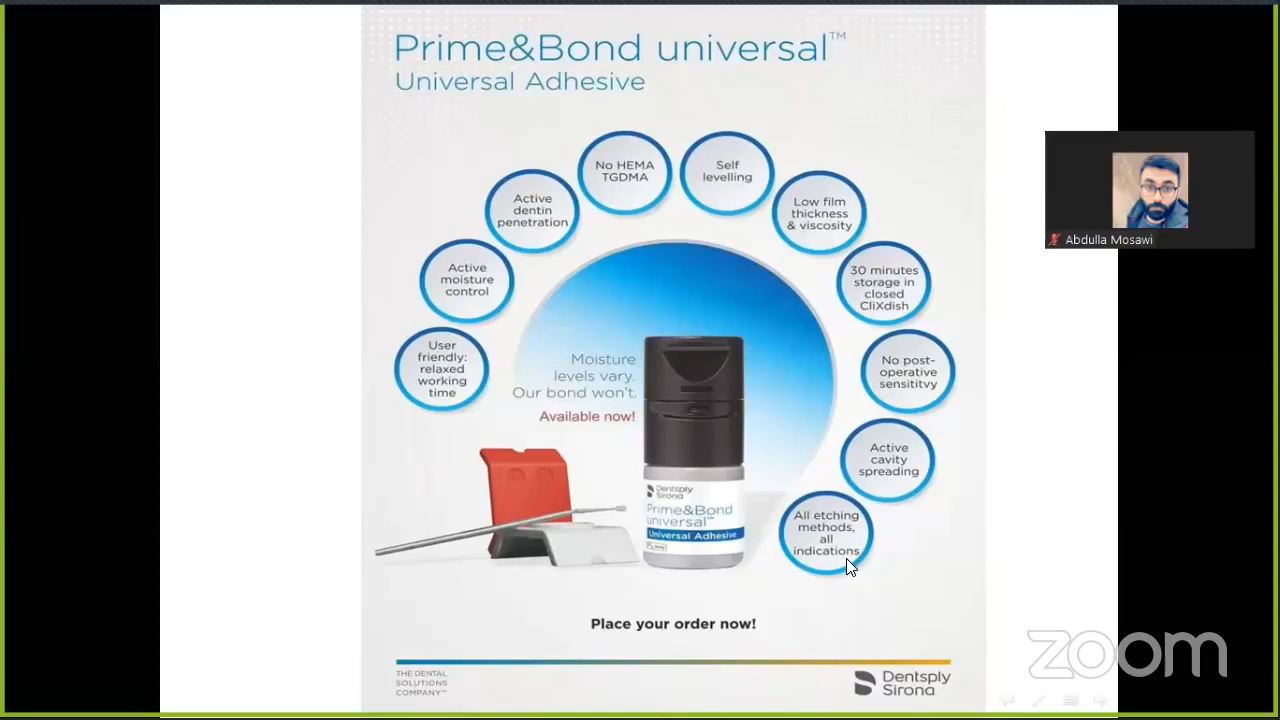 Prime&Bond universal™
Universal Adhesive
No HEMA
TGDMA
Self
levelling
Active
dentin
penetration
Low film
thickness
& viscosity
Active
moisture
control
30 minutes
storage in
closed
CliXdish
User
friendly:
relaxed
working
time
No post-
operative
sensititvy
Moisture
levels vary.
Our bond won't.
Available now!
Active
cavity
spreading
All etching
methods,
all
indications
Dentsply
Sirona
Prime&Bond
universal™
Universal Adhesive
Place your order now!
THE DENTAL
SOLUTIONS
COMPANY™
Dentsply
Sirona
Abdulla Mosawi
zoom